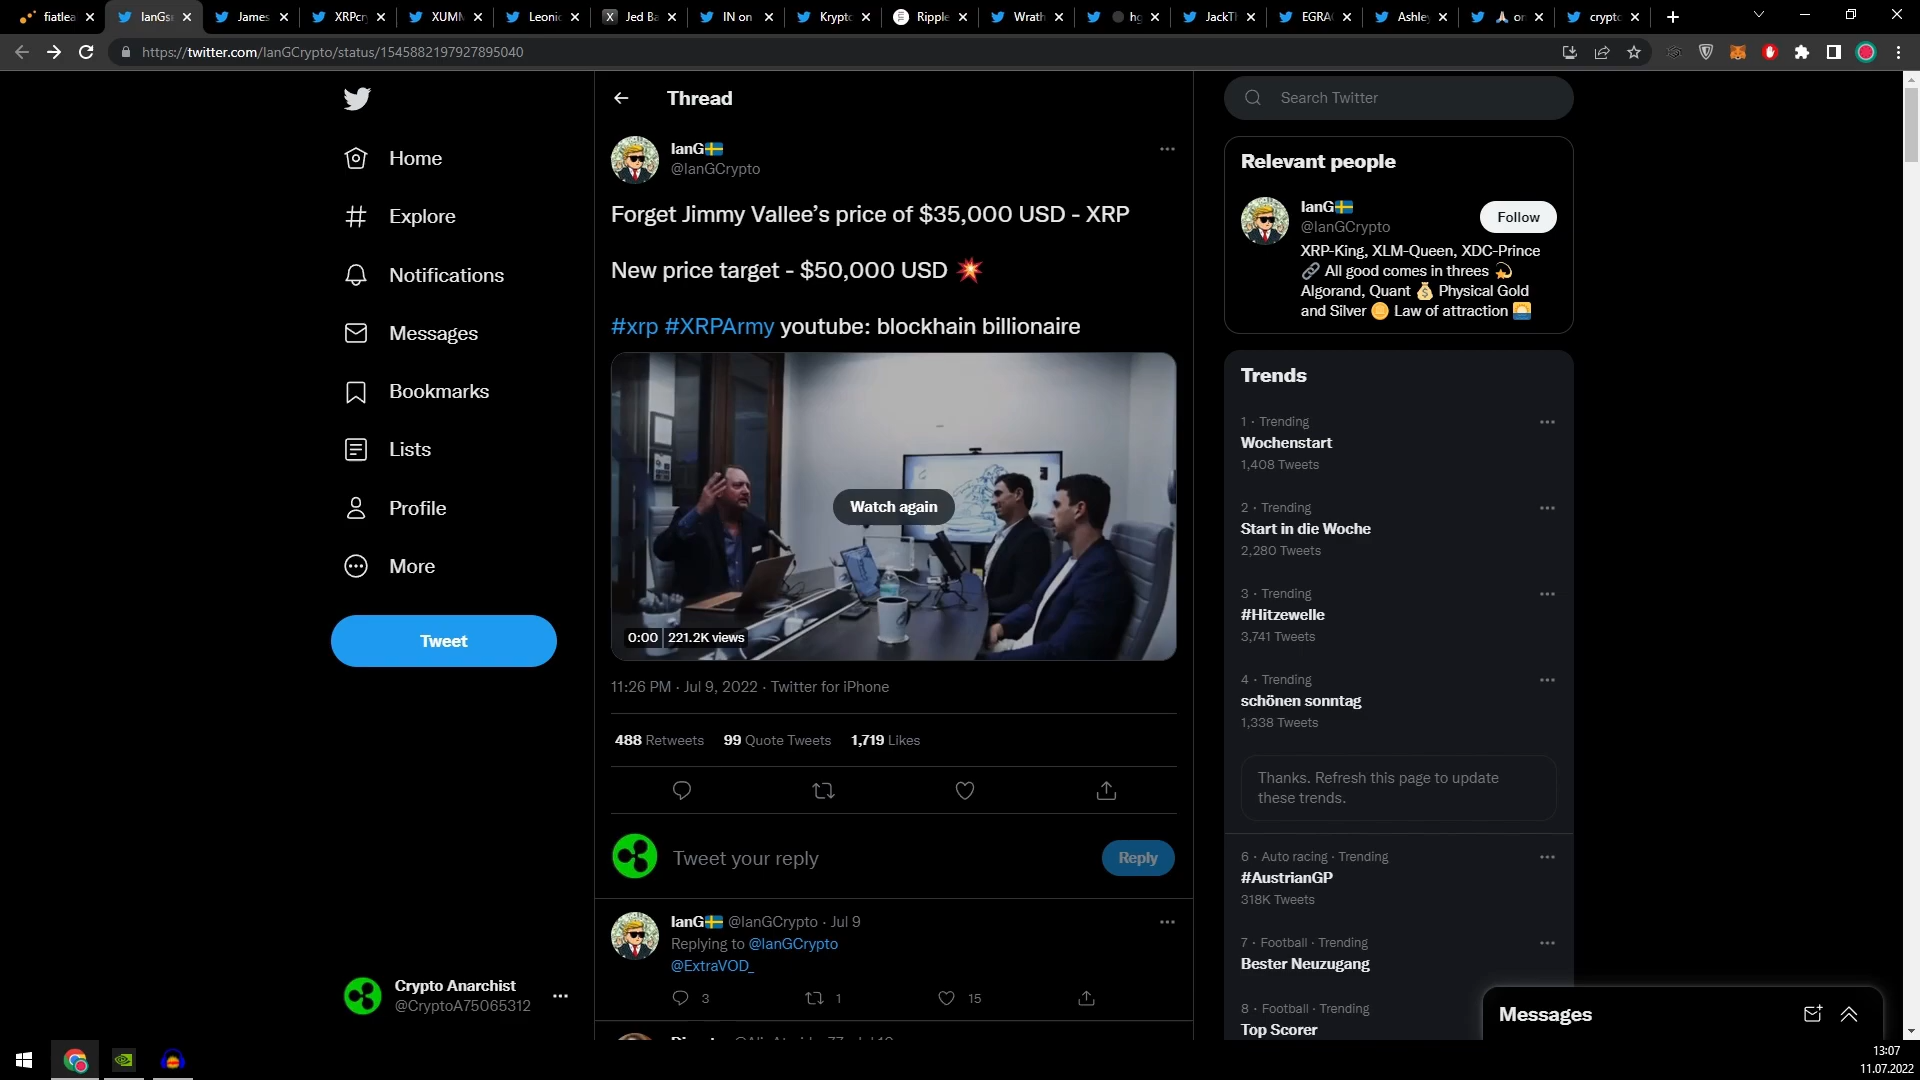 fiatlea
IanGs
James
XRPcr
XUMM
Leonic
Jed Ba
IN on
Krypto
Ripple
Wrath
hg
JackTh
EGRA
Ashley
on
crypto
https://twitter.com/IanGCrypto/status/1545882197927895040
Home
Explore
Notifications
Messages
Bookmarks
Lists
Profile
More
Tweet
Crypto Anarchist
@CryptoA75065312
Thread
IanG🇸🇪
@IanGCrypto
Forget Jimmy Vallee’s price of $35,000 USD - XRP
New price target - $50,000 USD 💥
#xrp #XRPArmy youtube: blockhain billionaire
Watch again
0:00 221.2K views
11:26 PM · Jul 9, 2022 · Twitter for iPhone
488 Retweets 99 Quote Tweets 1,719 Likes
Tweet your reply
Reply
IanG🇸🇪 @IanGCrypto · Jul 9
Replying to @IanGCrypto
@ExtraVOD_
3 1 15
Search Twitter
Relevant people
IanG🇸🇪
@IanGCrypto
Follow
XRP-King, XLM-Queen, XDC-Prince
🔗 All good comes in threes 💫
Algorand, Quant 💰 Physical Gold
and Silver 🪙 Law of attraction 🌅
Trends
1 · Trending
Wochenstart
1,408 Tweets
2 · Trending
Start in die Woche
2,280 Tweets
3 · Trending
#Hitzewelle
3,741 Tweets
4 · Trending
schönen sonntag
1,338 Tweets
Thanks. Refresh this page to update
these trends.
6 · Auto racing · Trending
#AustrianGP
318K Tweets
7 · Football · Trending
Bester Neuzugang
8 · Football · Trending
Top Scorer
Messages
13:07
11.07.2022